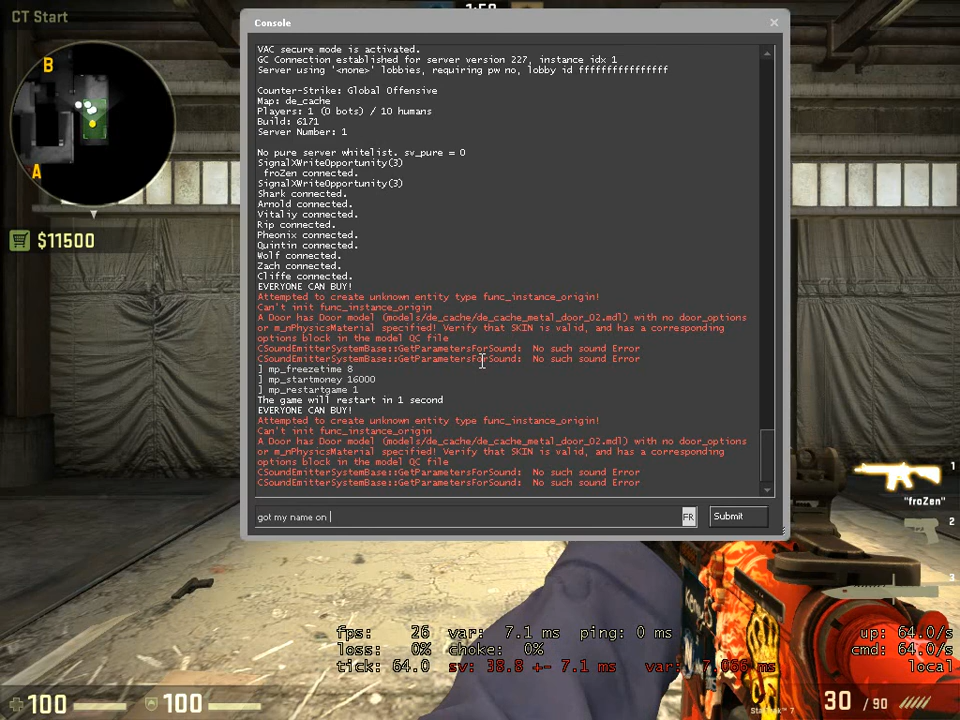 CT Start
Console
VAC secure mode is activated.
GC Connection established for server version 227, instance idx 1
Server using '<none>' lobbies, requiring pw no, lobby id ffffffffffffffff
Counter-Strike: Global Offensive
Map: de_cache
Players: 1 (0 bots) / 10 humans
Build: 6171
Server Number: 1
No pure server whitelist. sv_pure = 0
SignalXWriteOpportunity(3)
froZen connected.
SignalXWriteOpportunity(3)
Shark connected.
Arnold connected.
Vitaliy connected.
Rip connected.
Pheonix connected.
Quintin connected.
Wolf connected.
Zach connected.
Cliffe connected.
EVERYONE CAN BUY!
Attempted to create unknown entity type func_instance_origin!
Can't init func_instance_origin
A Door has Door model (models/de_cache/de_cache_metal_door_02.mdl) with no door_options
or m_nPhysicsMaterial specified! Verify that SKIN is valid, and has a corresponding
options block in the model QC file
CSoundEmitterSystemBase::GetParametersForSound:  No such sound Error
CSoundEmitterSystemBase::GetParametersForSound:  No such sound Error
] mp_freezetime 8
] mp_startmoney 16000
] mp_restartgame 1
The game will restart in 1 second
EVERYONE CAN BUY!
Attempted to create unknown entity type func_instance_origin!
Can't init func_instance_origin
A Door has Door model (models/de_cache/de_cache_metal_door_02.mdl) with no door_options
or m_nPhysicsMaterial specified! Verify that SKIN is valid, and has a corresponding
options block in the model QC file
CSoundEmitterSystemBase::GetParametersForSound:  No such sound Error
CSoundEmitterSystemBase::GetParametersForSound:  No such sound Error
got my name on
FR
Submit
B
A
$11500
1
"froZen"
2
3
fps: 26 var: 7.1 ms ping: 0 ms
loss: 0% choke: 0%
tick: 64.0 sv: 38.8 +- 7.1 ms var:
up: 64.0/s
cmd: 64.0/s
local
100
100
30 / 90